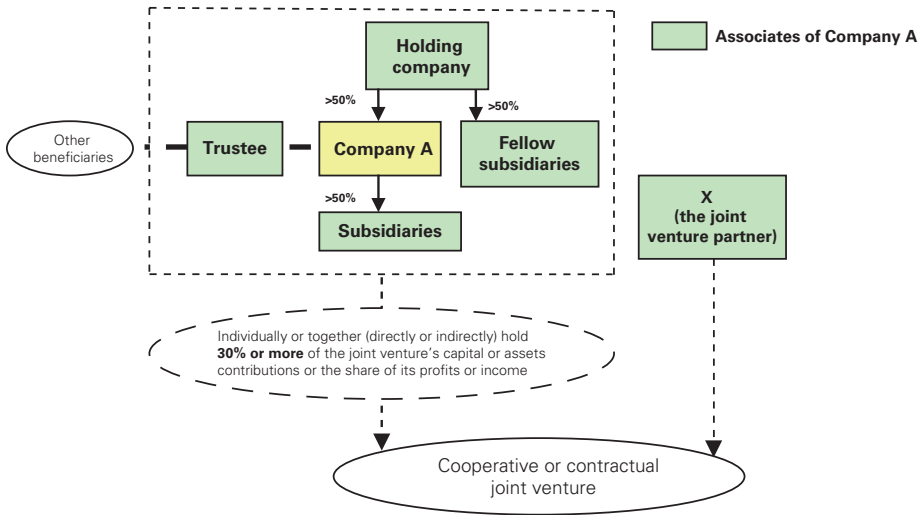 Holding
company
Associates of Company A
>50%
>50%
Other
beneficiaries
Trustee
Company A
Fellow
subsidiaries
>50%
Subsidiaries
X
(the joint
venture partner)
Individually or together (directly or indirectly) hold
30% or more of the joint venture's capital or assets
contributions or the share of its profits or income
Cooperative or contractual
joint venture